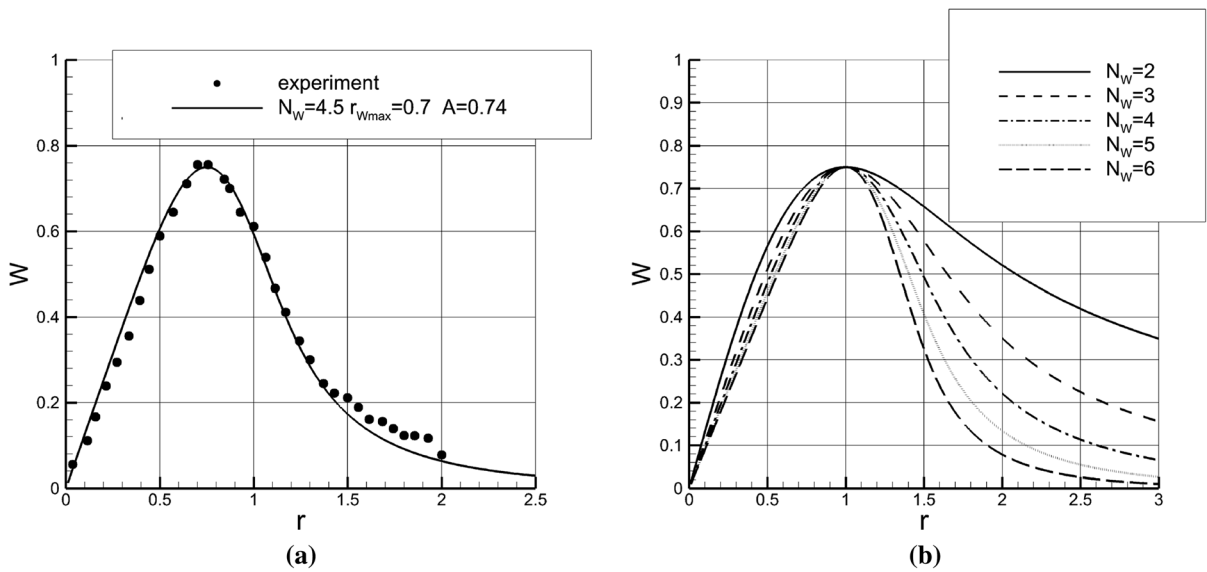 experiment
N_W=4.5 r_Wmax=0.7 A=0.74
1
0.8
0.6
0.4
0.2
0
W
0 0.5 1 1.5 2 2.5
r
(a)
N_W=2
N_W=3
N_W=4
N_W=5
N_W=6
1
0.9
0.8
0.7
0.6
0.5
0.4
0.3
0.2
0.1
0
W
0 0.5 1 1.5 2 2.5 3
r
(b)